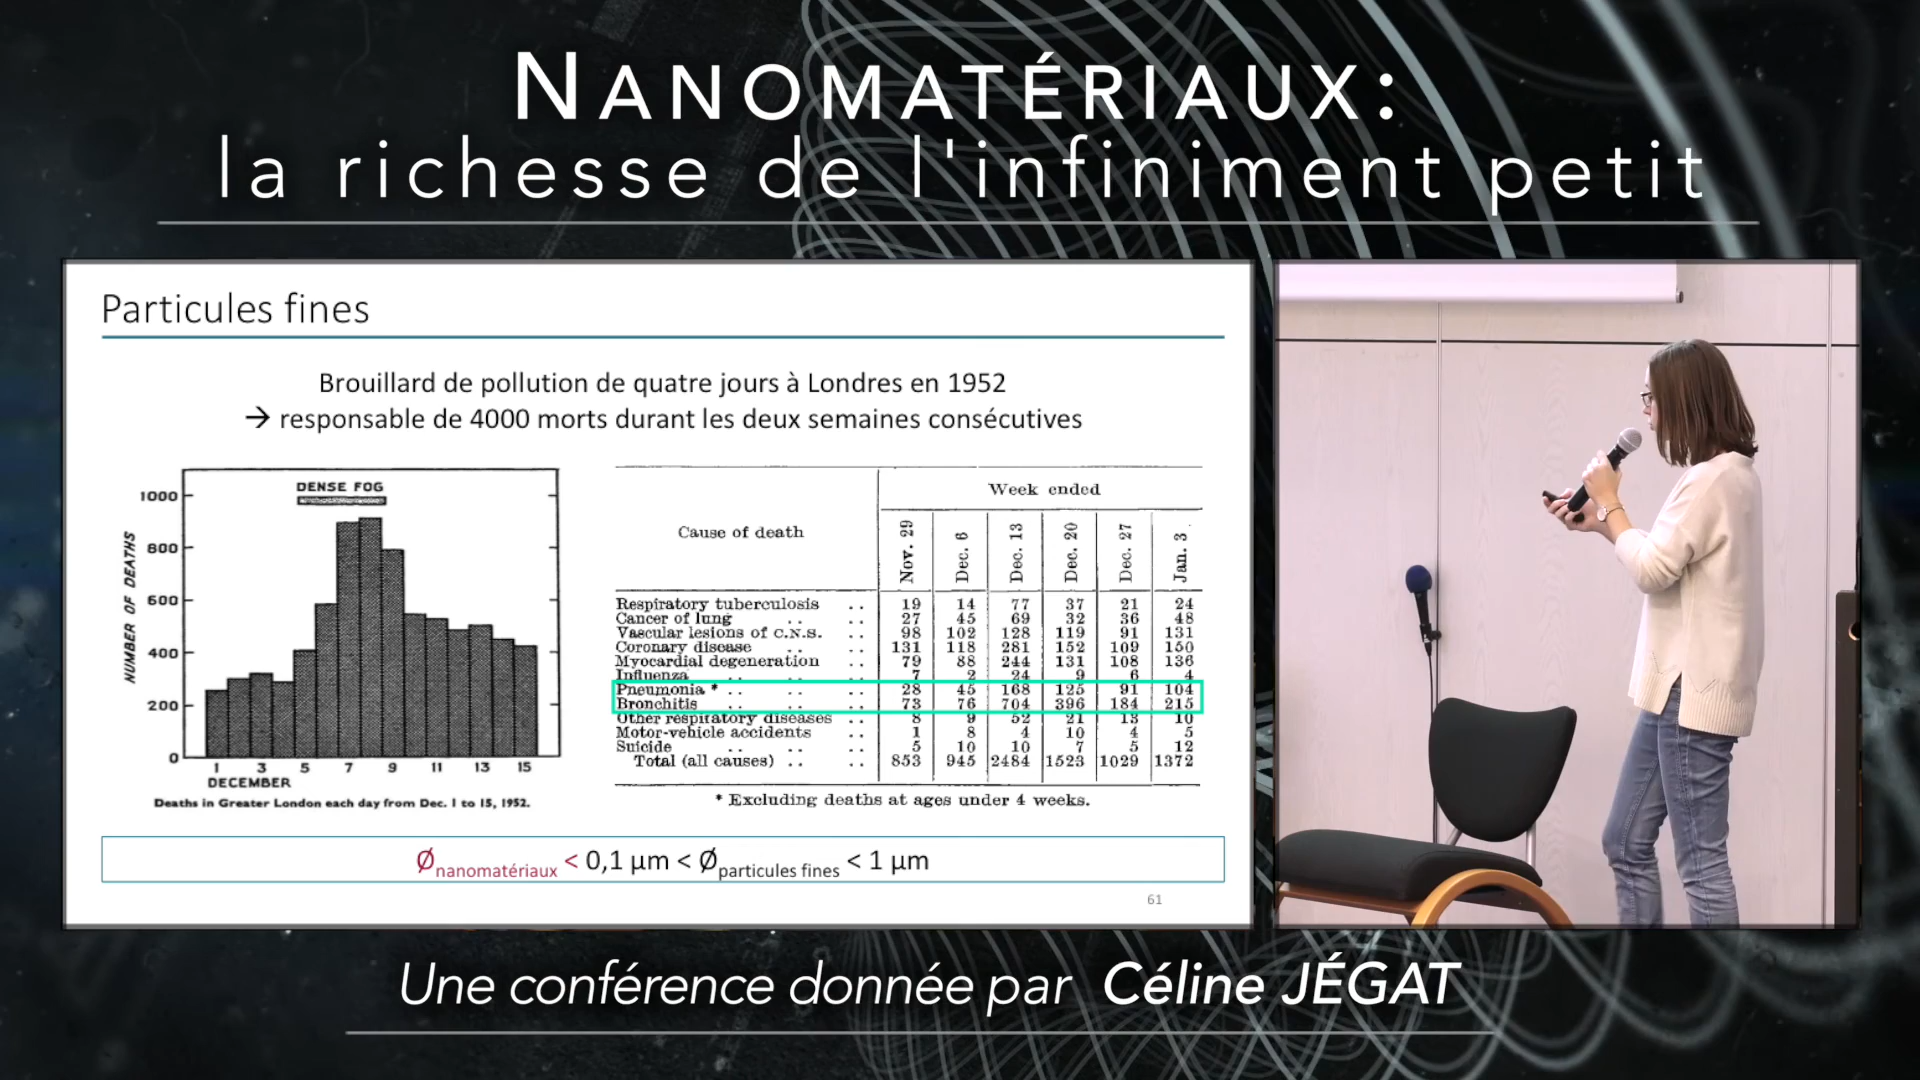 NANOMATÉRIAUX:
la richesse de l'infiniment petit
Particules fines
Brouillard de pollution de quatre jours à Londres en 1952
→ responsable de 4000 morts durant les deux semaines consécutives
DENSE FOG
NUMBER OF DEATHS
1000
800
600
400
200
0
1 3 5 7 9 11 13 15
DECEMBER
Deaths in Greater London each day from Dec. 1 to 15, 1952.
Cause of death
Week ended
Nov. 29 Dec. 6 Dec. 13 Dec. 20 Dec. 27 Jan. 3
Respiratory tuberculosis .. 19 14 77 37 21 24
Cancer of lung .. .. 27 45 69 32 36 48
Vascular lesions of C.N.S. .. 98 102 128 119 91 131
Coronary disease .. .. 131 118 281 152 109 150
Myocardial degeneration .. 79 88 244 131 108 136
Influenza .. .. .. 7 2 24 9 6 4
Pneumonia * .. .. .. 28 45 168 125 91 104
Bronchitis .. .. .. 73 76 704 396 184 215
Other respiratory diseases .. 8 9 52 21 13 10
Motor-vehicle accidents .. 1 8 4 10 4 5
Suicide .. .. .. 5 10 10 7 5 12
Total (all causes) .. .. 853 945 2484 1523 1029 1372
* Excluding deaths at ages under 4 weeks.
Ø nanomatériaux < 0,1 µm < Ø particules fines < 1 µm
61
Une conférence donnée par Céline JÉGAT